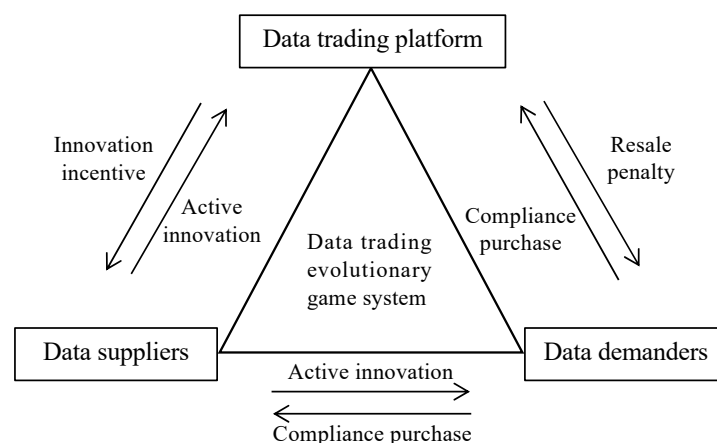 Data trading platform
Innovation
incentive
Active
innovation
Resale
penalty
Compliance
purchase
Data trading
evolutionary
game system
Data suppliers
Data demanders
Active innovation
Compliance purchase